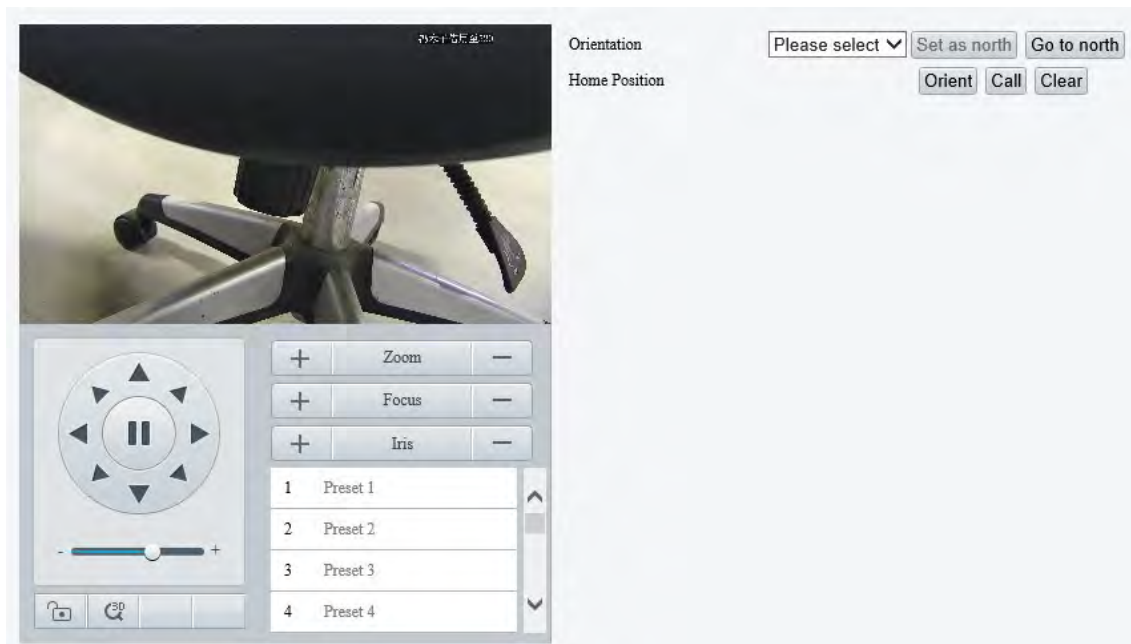 Orientation Please select Set as north Go to north
Home Position Orient Call Clear
+ Zoom −
+ Focus −
+ Iris −
1 Preset 1
2 Preset 2
3 Preset 3
4 Preset 4
- +
3D